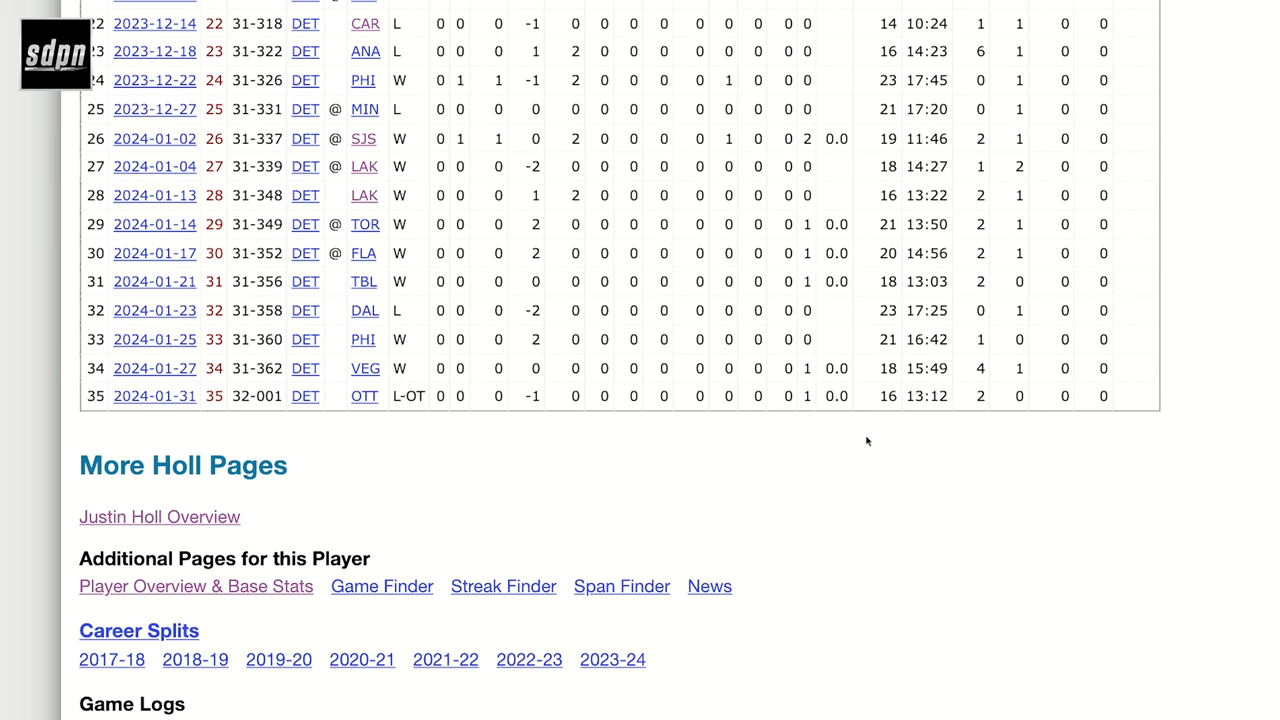 sdpn
22 2023-12-14 22 31-318 DET CAR L 0 0 0 -1 0 0 0 0 0 0 0 0 14 10:24 1 1 0 0
23 2023-12-18 23 31-322 DET ANA L 0 0 0 1 2 0 0 0 0 0 0 0 0 16 14:23 6 1 0 0
24 2023-12-22 24 31-326 DET PHI W 0 1 1 -1 2 0 0 0 0 1 0 0 0 23 17:45 0 1 0 0
25 2023-12-27 25 31-331 DET @ MIN L 0 0 0 0 0 0 0 0 0 0 0 0 0 21 17:20 0 1 0 0
26 2024-01-02 26 31-337 DET @ SJS W 0 1 1 0 2 0 0 0 0 1 0 0 2 0.0 19 11:46 2 1 0 0
27 2024-01-04 27 31-339 DET @ LAK W 0 0 0 -2 0 0 0 0 0 0 0 0 0 18 14:27 1 2 0 0
28 2024-01-13 28 31-348 DET LAK W 0 0 0 1 2 0 0 0 0 0 0 0 0 16 13:22 2 1 0 0
29 2024-01-14 29 31-349 DET @ TOR W 0 0 0 2 0 0 0 0 0 0 0 0 1 0.0 21 13:50 2 1 0 0
30 2024-01-17 30 31-352 DET @ FLA W 0 0 0 2 0 0 0 0 0 0 0 0 1 0.0 20 14:56 2 1 0 0
31 2024-01-21 31 31-356 DET TBL W 0 0 0 0 0 0 0 0 0 0 0 0 1 0.0 18 13:03 2 0 0 0
32 2024-01-23 32 31-358 DET DAL L 0 0 0 -2 0 0 0 0 0 0 0 0 0 23 17:25 0 1 0 0
33 2024-01-25 33 31-360 DET PHI W 0 0 0 2 0 0 0 0 0 0 0 0 0 21 16:42 1 0 0 0
34 2024-01-27 34 31-362 DET VEG W 0 0 0 0 0 0 0 0 0 0 0 0 1 0.0 18 15:49 4 1 0 0
35 2024-01-31 35 32-001 DET OTT L-OT 0 0 0 -1 0 0 0 0 0 0 0 0 1 0.0 16 13:12 2 0 0 0
More Holl Pages
Justin Holl Overview
Additional Pages for this Player
Player Overview & Base Stats Game Finder Streak Finder Span Finder News
Career Splits
2017-18 2018-19 2019-20 2020-21 2021-22 2022-23 2023-24
Game Logs